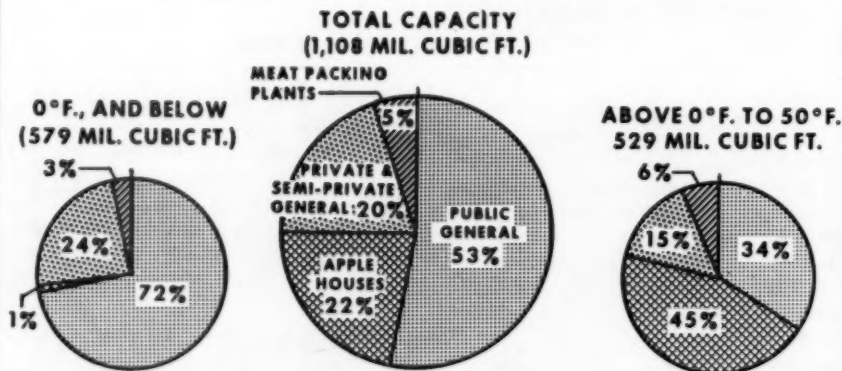 TOTAL CAPACITY
(1,108 MIL. CUBIC FT.)
MEAT PACKING
PLANTS
5%
PRIVATE &
SEMI-PRIVATE
GENERAL:20%
PUBLIC
GENERAL
53%
APPLE
HOUSES
22%
0°F., AND BELOW
(579 MIL. CUBIC FT.)
3%
24%
1%
72%
ABOVE 0°F. TO 50°F.
529 MIL. CUBIC FT.
6%
15%
34%
45%